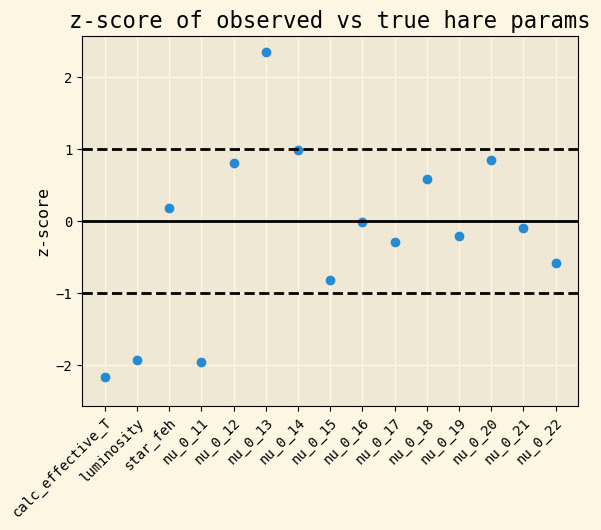 z-score of observed vs true hare params
z-score
2
1
0
−1
−2
calc_effective_T
luminosity
star_feh
nu_0_11
nu_0_12
nu_0_13
nu_0_14
nu_0_15
nu_0_16
nu_0_17
nu_0_18
nu_0_19
nu_0_20
nu_0_21
nu_0_22